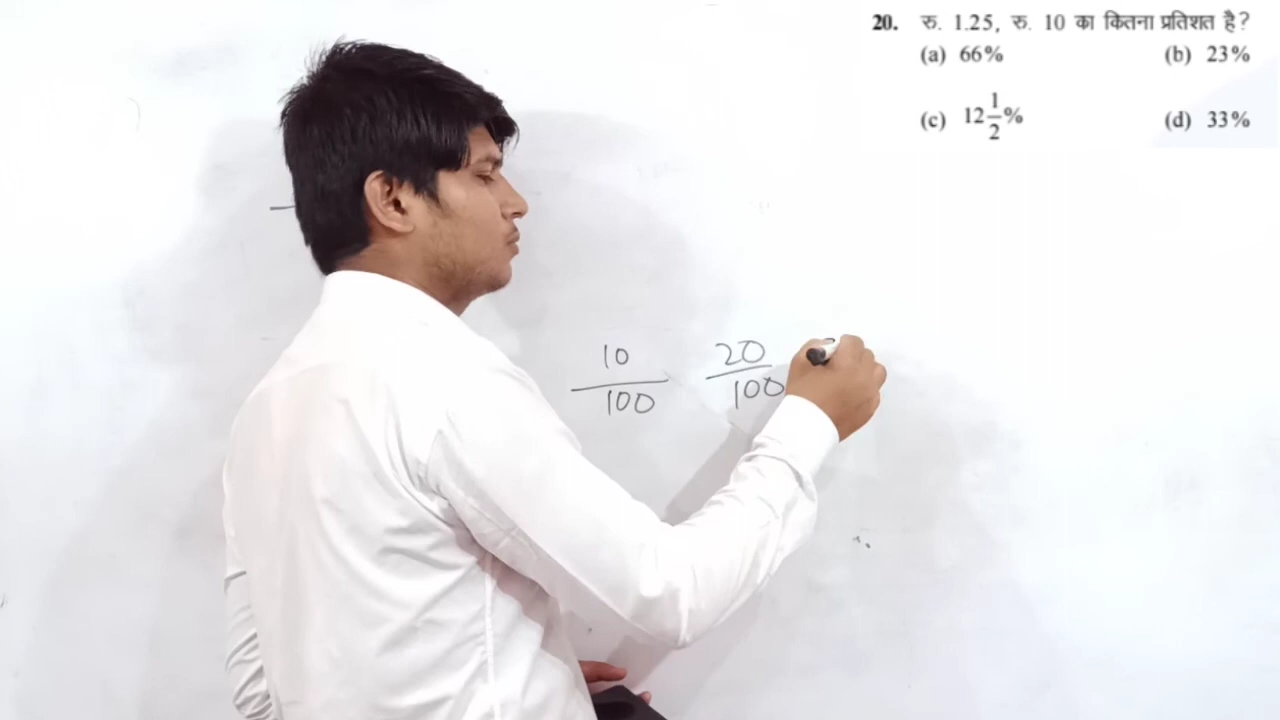 20. रु. 1.25, रु. 10 का कितना प्रतिशत है?
(a) 66% (b) 23%
(c) 12 1/2% (d) 33%
10 20
100 100